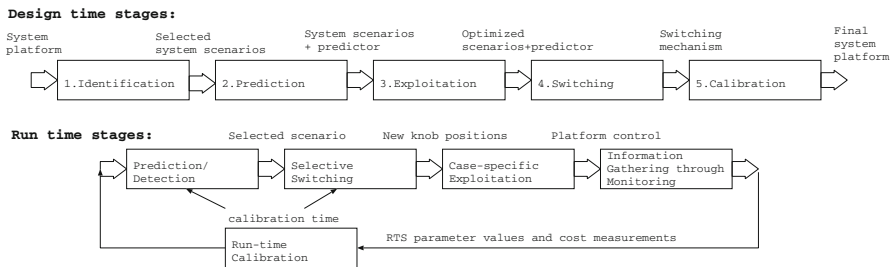 Design time stages:
System
platform
Selected
system scenarios
System scenarios
+ predictor
Optimized
scenarios+predictor
Switching
mechanism
Final
system
platform
1.Identification
2.Prediction
3.Exploitation
4.Switching
5.Calibration
Run time stages:
Selected scenario
New knob positions
Platform control
Prediction/
Detection
Selective
Switching
Case-specific
Exploitation
Information
Gathering through
Monitoring
calibration time
Run-time
Calibration
RTS parameter values and cost measurements